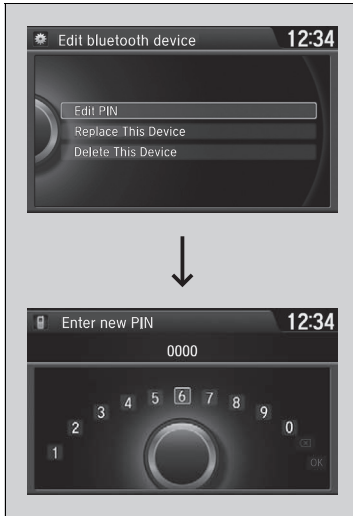 Edit bluetooth device 12:34
Edit PIN
Replace This Device
Delete This Device
Enter new PIN 12:34
0000
1 2 3 4 5 6 7 8 9 0
OK